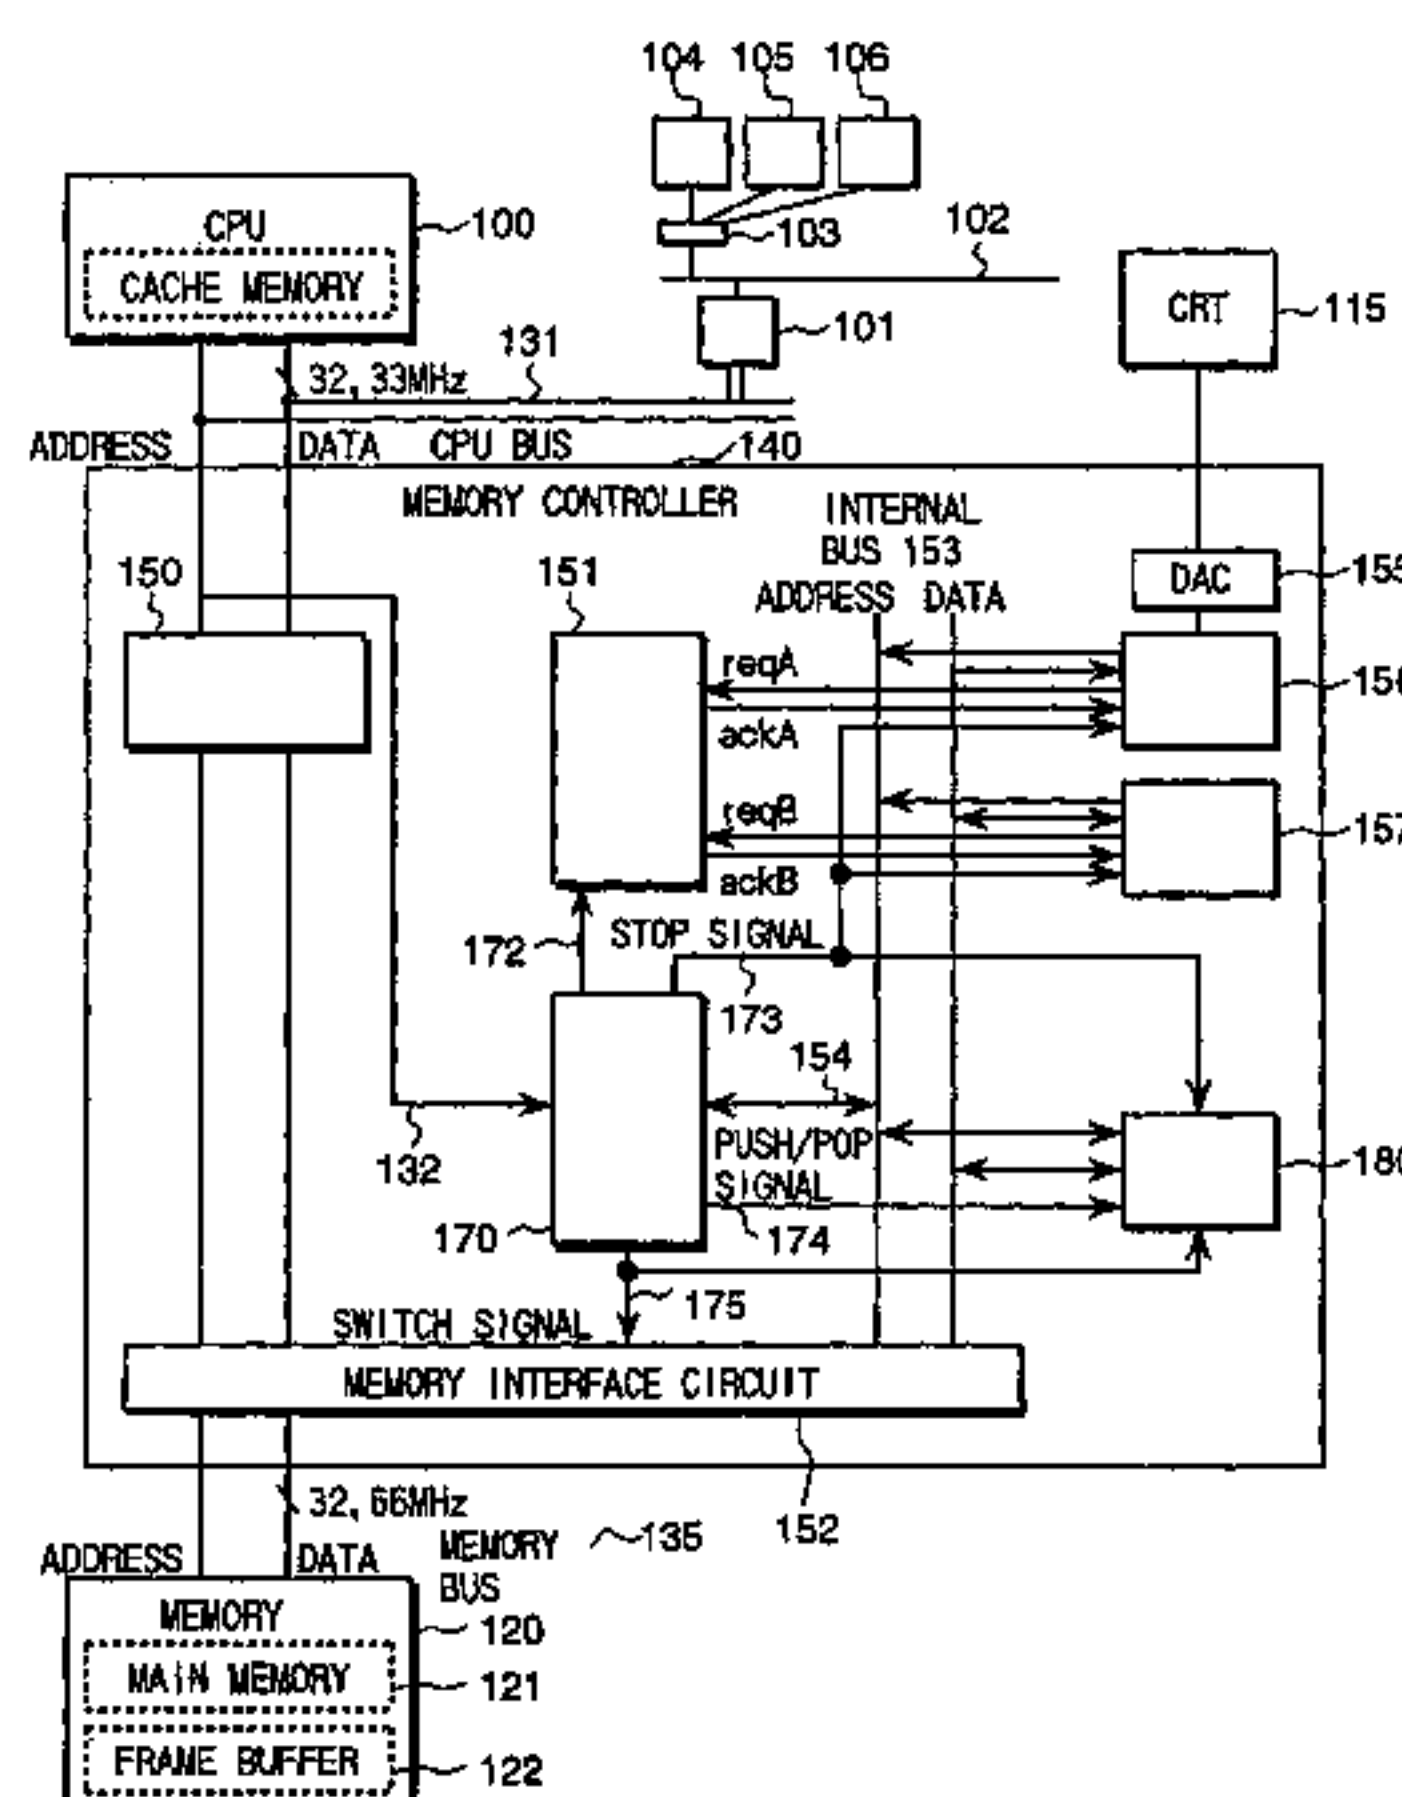 104 105 106
CPU
100
CACHE MEMORY
103
102
CRT
115
101
131
32, 33MHz
ADDRESS
DATA
CPU BUS
140
MEMORY CONTROLLER
INTERNAL
BUS 153
150
151
DAC
155
ADDRESS DATA
reqA
ackA
reqB
157
ackB
172
STOP SIGNAL
173
154
PUSH/POP
SIGNAL
132
170
174
175
SWITCH SIGNAL
MEMORY INTERFACE CIRCUIT
32, 66MHz
152
135
MEMORY
BUS
ADDRESS
DATA
MEMORY
120
MAIN MEMORY
121
FRAME BUFFER
122